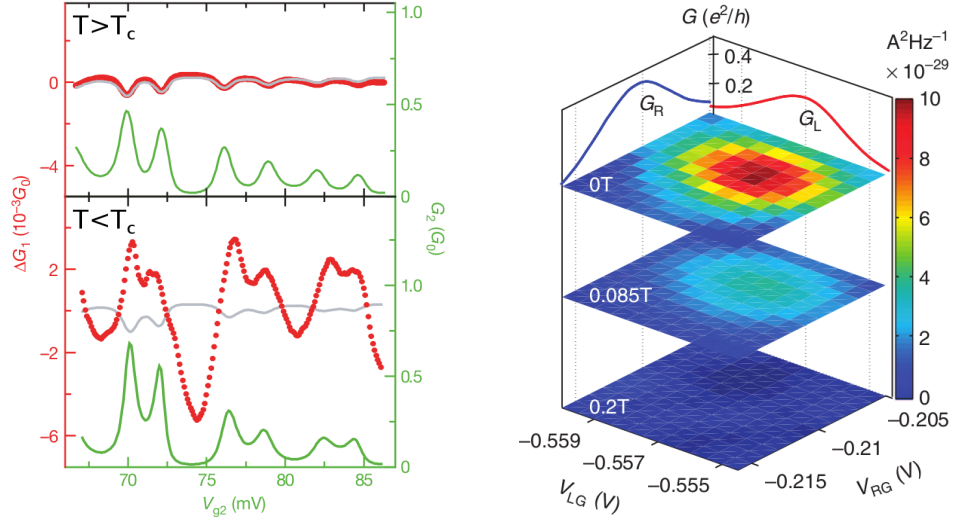 T>Tc
0
−4
1.0
0.5
0
T<Tc
2
−2
−6
ΔG1 (10−3G0)
G2 (G0)
1.0
0.5
0
70
75
80
85
Vg2 (mV)
G (e2/h)
0.4
0.2
GR
GL
0T
0.085T
0.2T
A2Hz−1
× 10−29
10
8
6
4
2
0
−0.559
−0.557
−0.555
VLG (V)
−0.205
−0.21
−0.215
VRG (V)